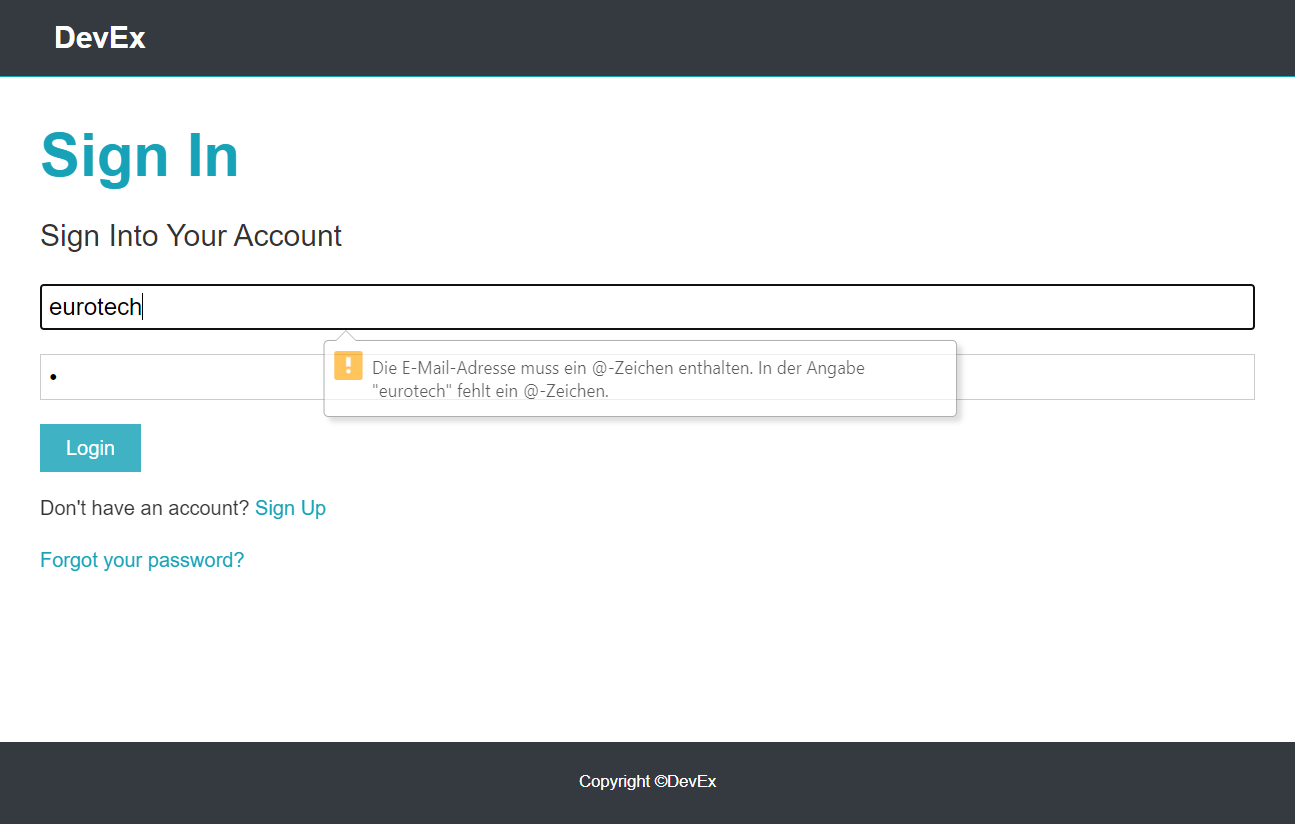 DevEx
Sign In
Sign Into Your Account
eurotech
Die E-Mail-Adresse muss ein @-Zeichen enthalten. In der Angabe
"eurotech" fehlt ein @-Zeichen.
•
Login
Don't have an account? Sign Up
Forgot your password?
Copyright ©DevEx